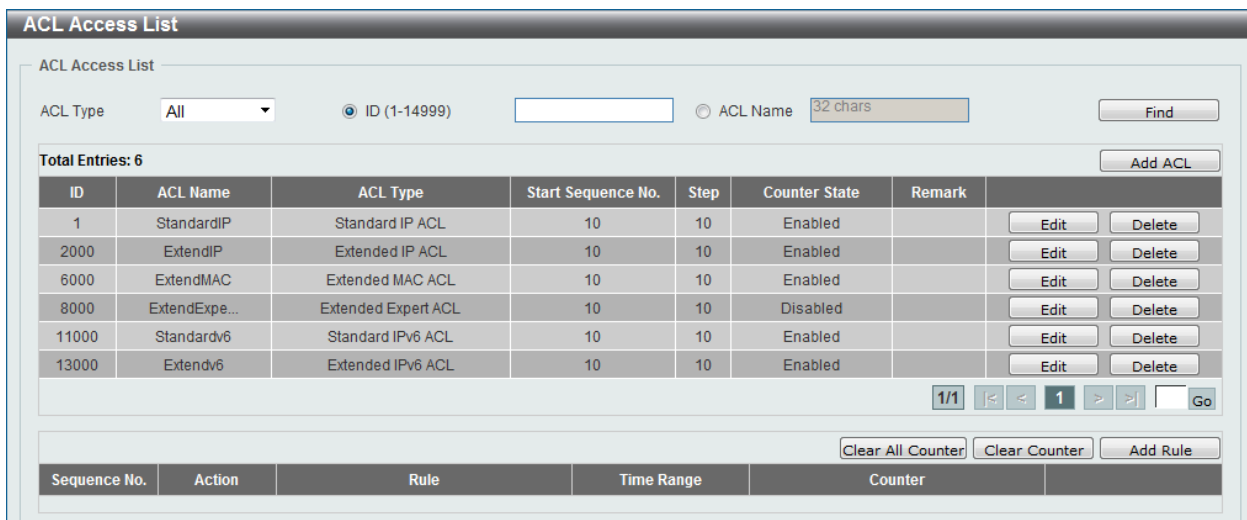 ACL Access List
ACL Access List
ACL Type All ID (1-14999) ACL Name 32 chars Find
Total Entries: 6 Add ACL
ID ACL Name ACL Type Start Sequence No. Step Counter State Remark
1 StandardIP Standard IP ACL 10 10 Enabled Edit Delete
2000 ExtendIP Extended IP ACL 10 10 Enabled Edit Delete
6000 ExtendMAC Extended MAC ACL 10 10 Enabled Edit Delete
8000 ExtendExpe... Extended Expert ACL 10 10 Disabled Edit Delete
11000 Standardv6 Standard IPv6 ACL 10 10 Enabled Edit Delete
13000 Extendv6 Extended IPv6 ACL 10 10 Enabled Edit Delete
1/1 |< < 1 > >| Go
Clear All Counter Clear Counter Add Rule
Sequence No. Action Rule Time Range Counter